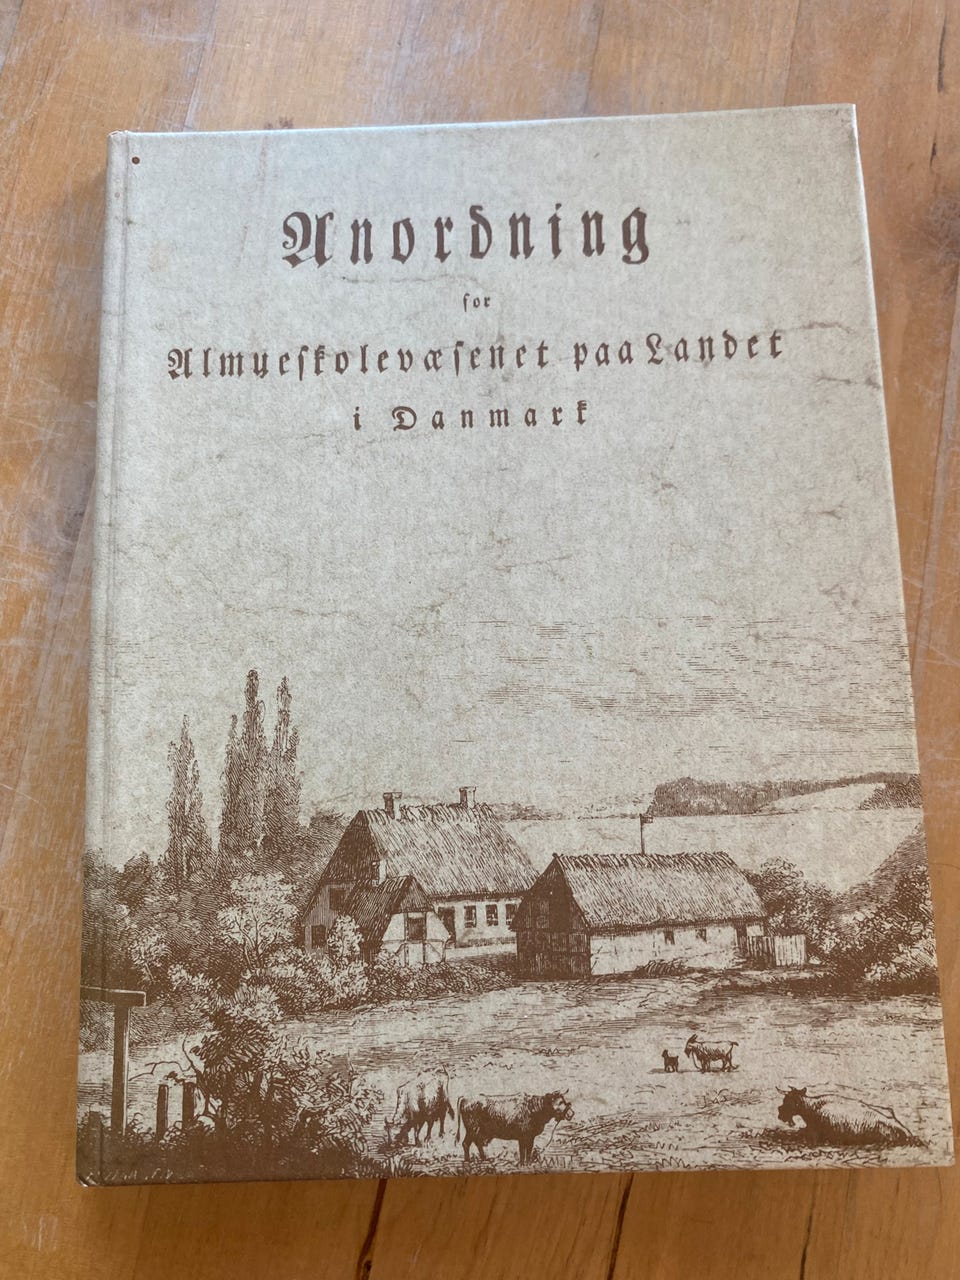 Anordning
for
Almueskolevæsenet paa Landet
i Danmark